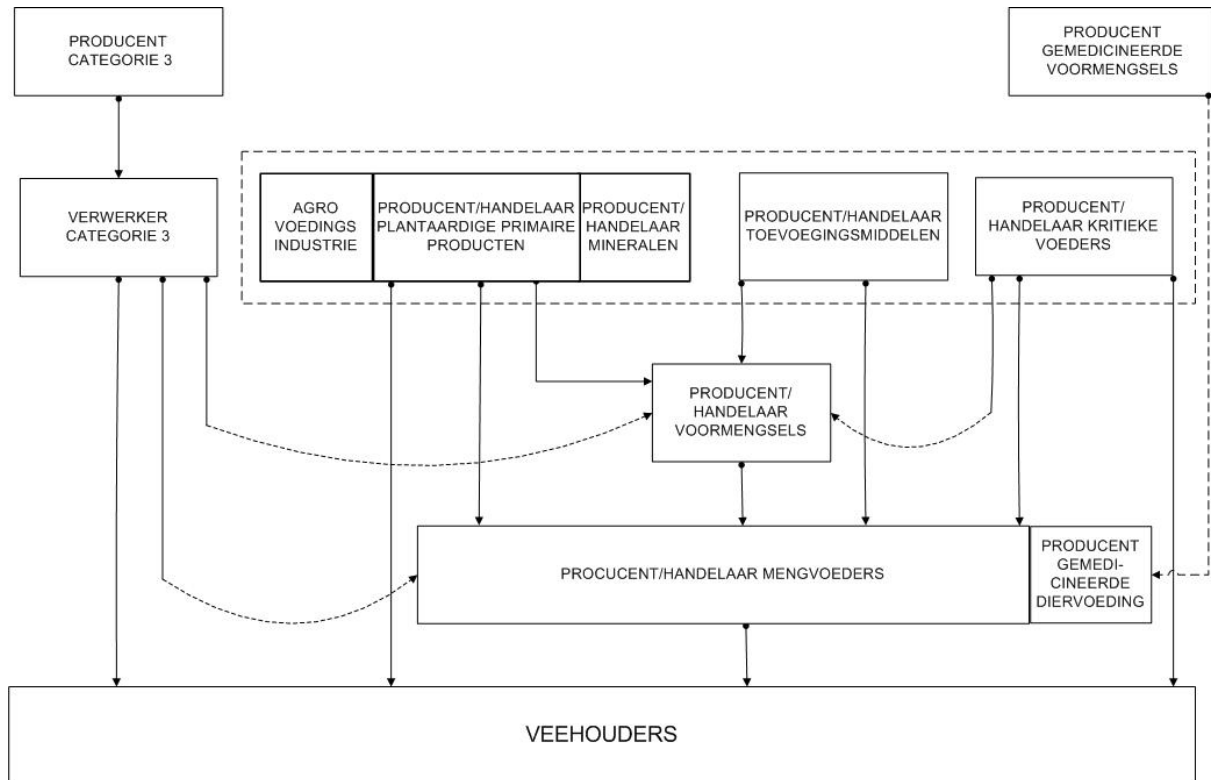 PRODUCENT
CATEGORIE 3
PRODUCENT
GEMEDICINEERDE
VOORMENGSELS
VERWERKER
CATEGORIE 3
AGRO
VOEDINGS
INDUSTRIE
PRODUCENT/HANDELAAR
PLANTAARDIGE PRIMAIRE
PRODUCTEN
PRODUCENT/
HANDELAAR
MINERALEN
PRODUCENT/HANDELAAR
TOEVOEGINGSMIDDELEN
PRODUCENT/
HANDELAAR KRITIEKE
VOEDERS
PRODUCENT/
HANDELAAR
VOORMENGSELS
PROCUCENT/HANDELAAR MENGVOEDERS
PRODUCENT
GEMEDI-
CINEERDE
DIERVOEDING
VEEHOUDERS